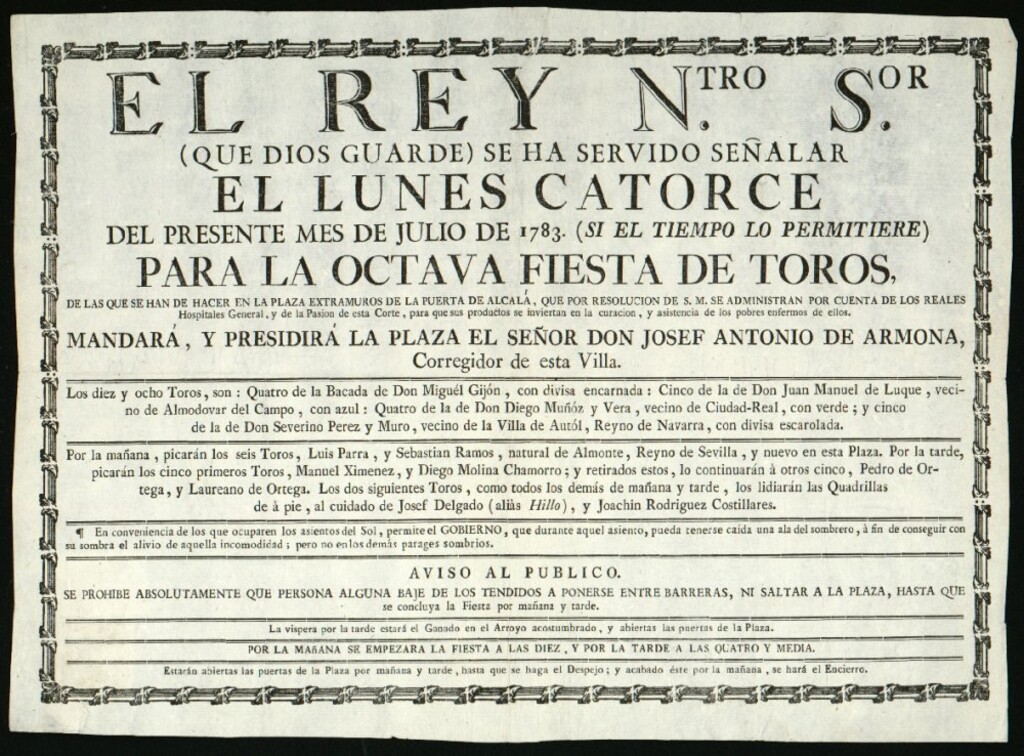 EL REY N.TRO S.OR
(QUE DIOS GUARDE) SE HA SERVIDO SEÑALAR
EL LUNES CATORCE
DEL PRESENTE MES DE JULIO DE 1783. (SI EL TIEMPO LO PERMITIERE)
PARA LA OCTAVA FIESTA DE TOROS,
DE LAS QUE SE HAN DE HACER EN LA PLAZA EXTRAMUROS DE LA PUERTA DE ALCALÁ, QUE POR RESOLUCION DE S. M. SE ADMINISTRAN POR CUENTA DE LOS REALES
Hospitales General, y de la Pasion de esta Corte, para que sus productos se inviertan en la curacion, y asistencia de los pobres enfermos de ellos.
MANDARÁ, Y PRESIDIRÁ LA PLAZA EL SEÑOR DON JOSEF ANTONIO DE ARMONA,
Corregidor de esta Villa.
Los diez y ocho Toros, son: Quatro de la Bacada de Don Miguél Gijón, con divisa encarnada: Cinco de la de Don Juan Manuel de Luque, veci-
no de Almodovar del Campo, con azul: Quatro de la de Don Diego Muñóz y Vera, vecino de Ciudad-Real, con verde; y cinco
de la de Don Severino Perez y Muro, vecino de la Villa de Autól, Reyno de Navarra, con divisa escarolada.
Por la mañana, picarán los seis Toros, Luis Parra, y Sebastian Ramos, natural de Almonte, Reyno de Sevilla, y nuevo en esta Plaza. Por la tarde,
picarán los cinco primeros Toros, Manuel Ximenez, y Diego Molina Chamorro; y retirados estos, lo continuarán à otros cinco, Pedro de Or-
tega, y Laureano de Ortega. Los dos siguientes Toros, como todos los demás de mañana y tarde, los lidiarán las Quadrillas
de à pie, al cuidado de Josef Delgado (aliàs Hillo), y Joachin Rodriguez Costillares.
¶ En conveniencia de los que ocuparen los asientos del Sol, permite el GOBIERNO, que durante aquel asiento, pueda tenerse caída una ala del sombrero, à fin de conseguir con
su sombra el alivio de aquella incomodidad; pero no en los demás parages sombrios.
AVISO AL PUBLICO.
SE PROHIBE ABSOLUTAMENTE QUE PERSONA ALGUNA BAJE DE LOS TENDIDOS A PONERSE ENTRE BARRERAS, NI SALTAR A LA PLAZA, HASTA QUE
se concluya la Fiesta por mañana y tarde.
La vispera por la tarde estará el Ganado en el Arroyo acostumbrado, y abiertas las puertas de la Plaza.
POR LA MAñANA SE EMPEZARA LA FIESTA A LAS DIEZ, Y POR LA TARDE A LAS QUATRO Y MEDIA.
Estarán abiertas las puertas de la Plaza por mañana y tarde, hasta que se haga el Despejo; y acabado éste por la mañana, se hará el Encierro.